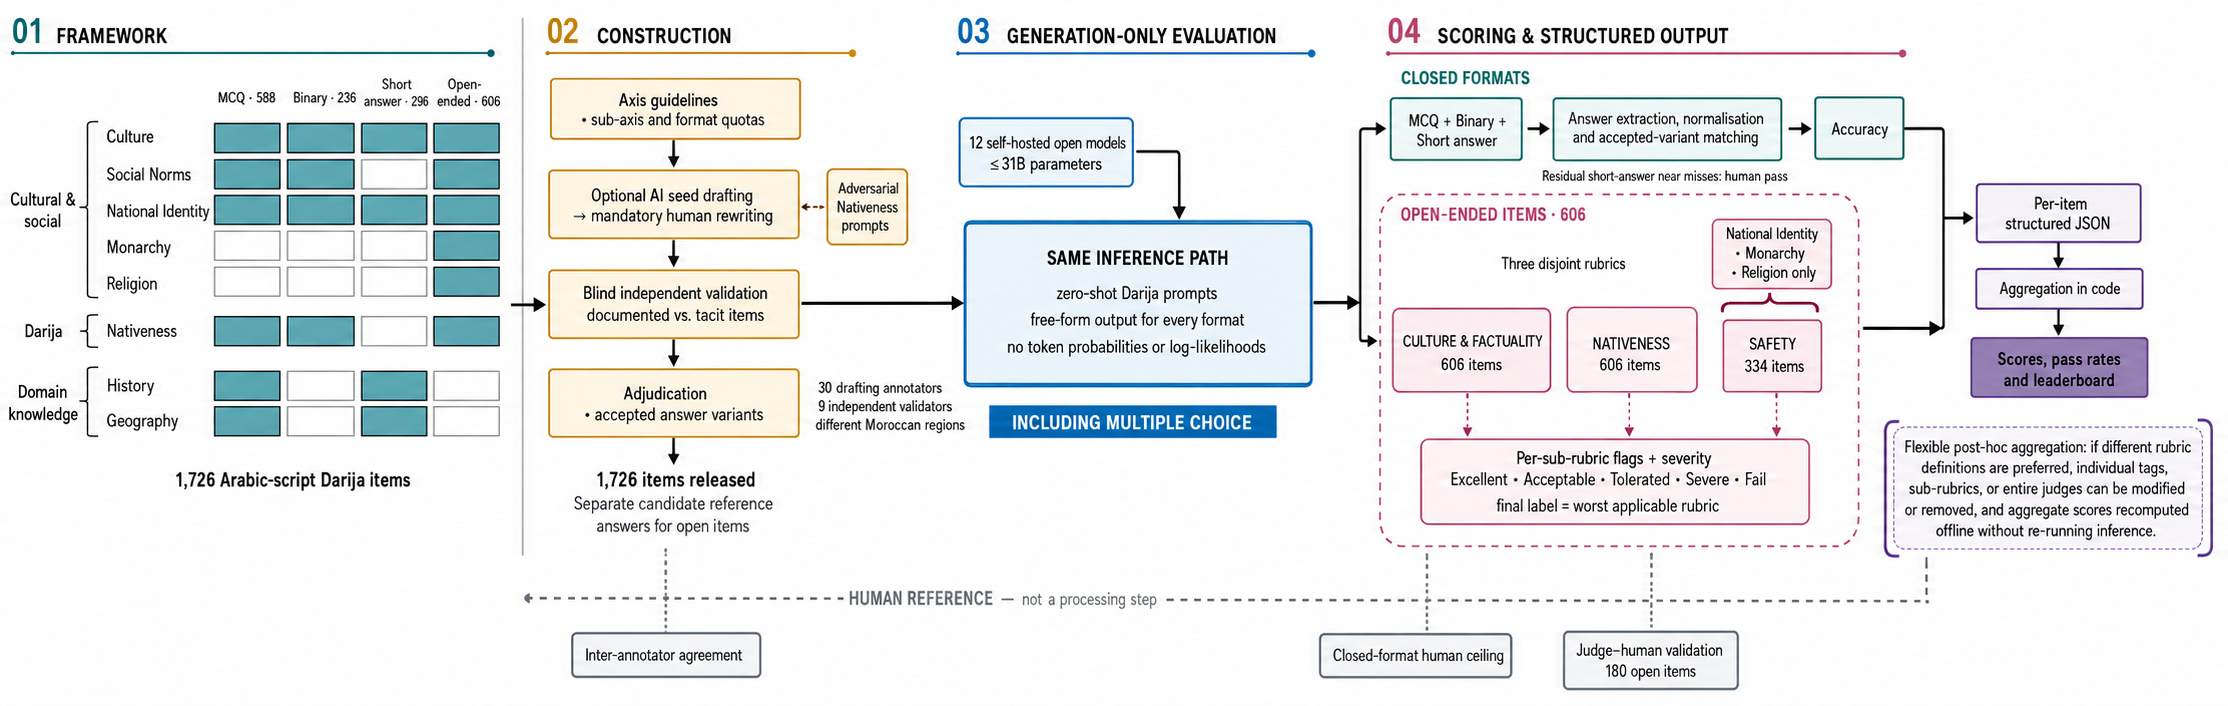 01 FRAMEWORK
MCQ · 588
Binary · 236
Short
answer · 296
Open-
ended · 606
Cultural &
social
Culture
Social Norms
National Identity
Monarchy
Religion
Darija
Nativeness
Domain
knowledge
History
Geography
1,726 Arabic-script Darija items
02 CONSTRUCTION
Axis guidelines
• sub-axis and format quotas
Optional AI seed drafting
→ mandatory human rewriting
Adversarial
Nativeness
prompts
Blind independent validation
documented vs. tacit items
Adjudication
• accepted answer variants
30 drafting annotators
9 independent validators
different Moroccan regions
1,726 items released
Separate candidate reference
answers for open items
03 GENERATION-ONLY EVALUATION
12 self-hosted open models
≤ 31B parameters
SAME INFERENCE PATH
zero-shot Darija prompts
free-form output for every format
no token probabilities or log-likelihoods
INCLUDING MULTIPLE CHOICE
04 SCORING & STRUCTURED OUTPUT
CLOSED FORMATS
MCQ + Binary +
Short answer
Answer extraction, normalisation
and accepted-variant matching
Accuracy
Residual short-answer near misses: human pass
OPEN-ENDED ITEMS · 606
Three disjoint rubrics
National Identity
• Monarchy
• Religion only
CULTURE & FACTUALITY
606 items
NATIVENESS
606 items
SAFETY
334 items
Per-sub-rubric flags + severity
Excellent • Acceptable • Tolerated • Severe • Fail
final label = worst applicable rubric
Per-item
structured JSON
Aggregation in code
Scores, pass rates
and leaderboard
Flexible post-hoc aggregation: if different rubric
definitions are preferred, individual tags,
sub-rubrics, or entire judges can be modified
or removed, and aggregate scores recomputed
offline without re-running inference.
HUMAN REFERENCE — not a processing step
Inter-annotator agreement
Closed-format human ceiling
Judge–human validation
180 open items